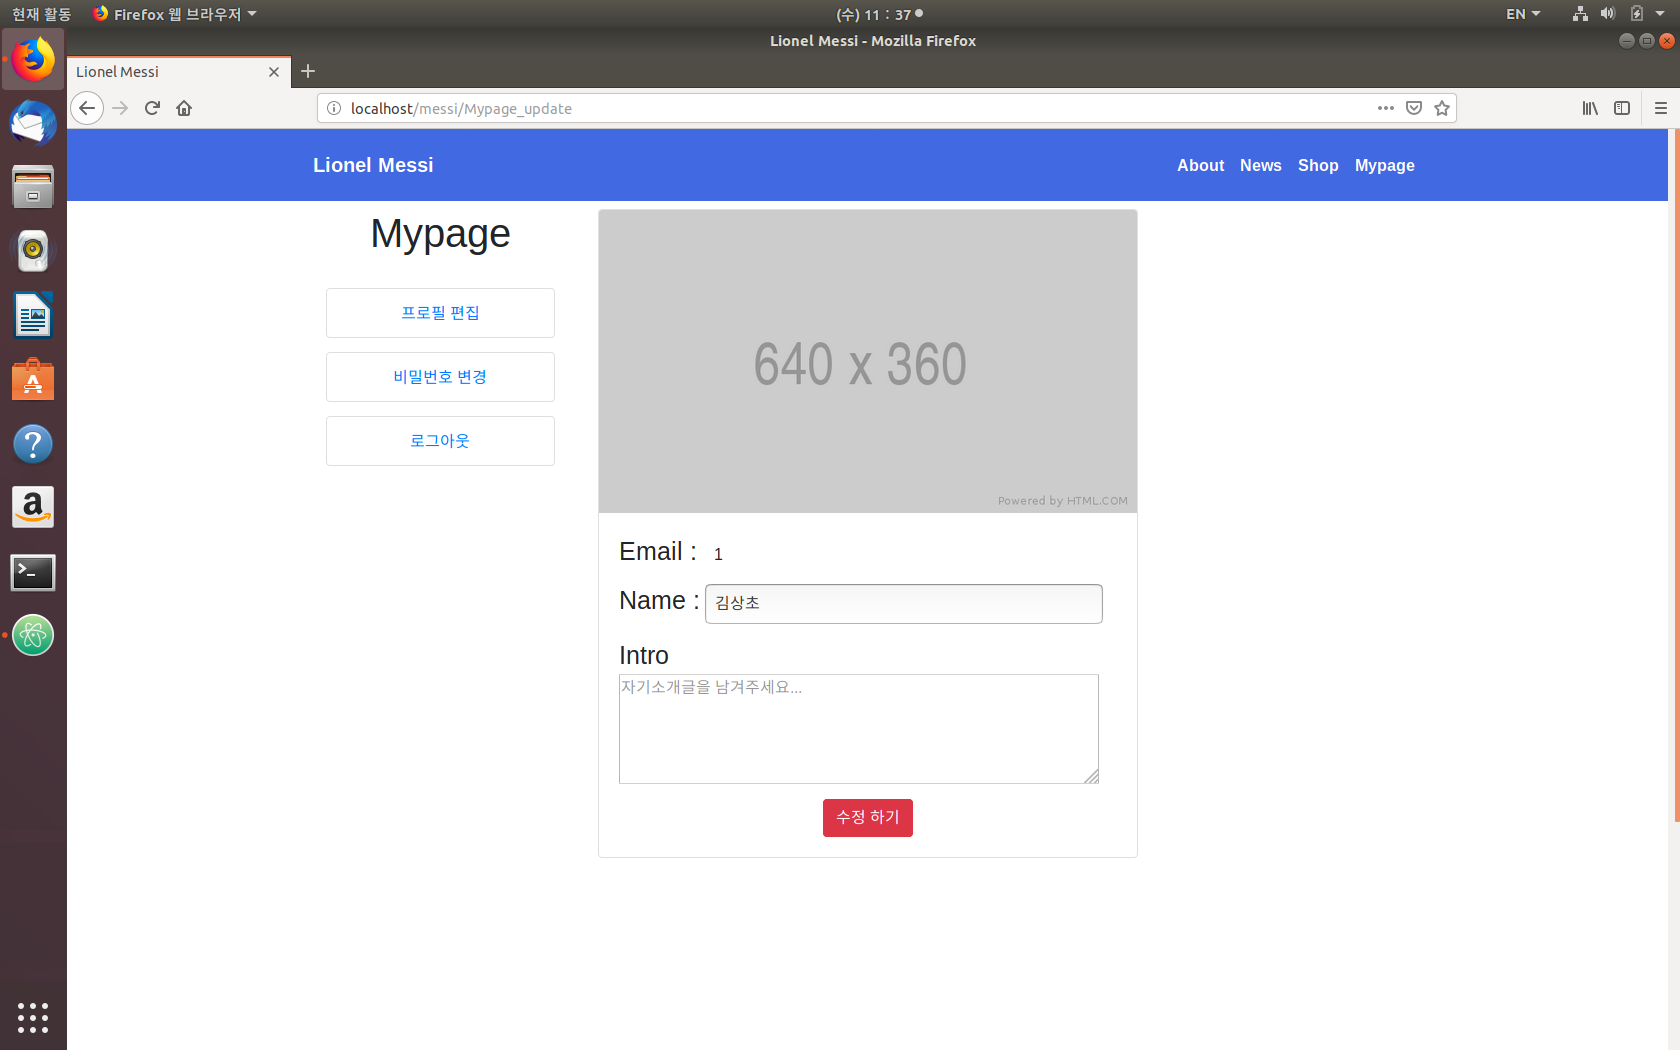 현재 활동 Firefox 웹 브라우저 (수) 11 : 37 EN
Lionel Messi - Mozilla Firefox
Lionel Messi
localhost/messi/Mypage_update
Lionel Messi About News Shop Mypage
Mypage
프로필 편집
비밀번호 변경
로그아웃
640 x 360
Powered by HTML.COM
Email : 1
Name : 김상초
Intro
자기소개글을 남겨주세요...
수정 하기